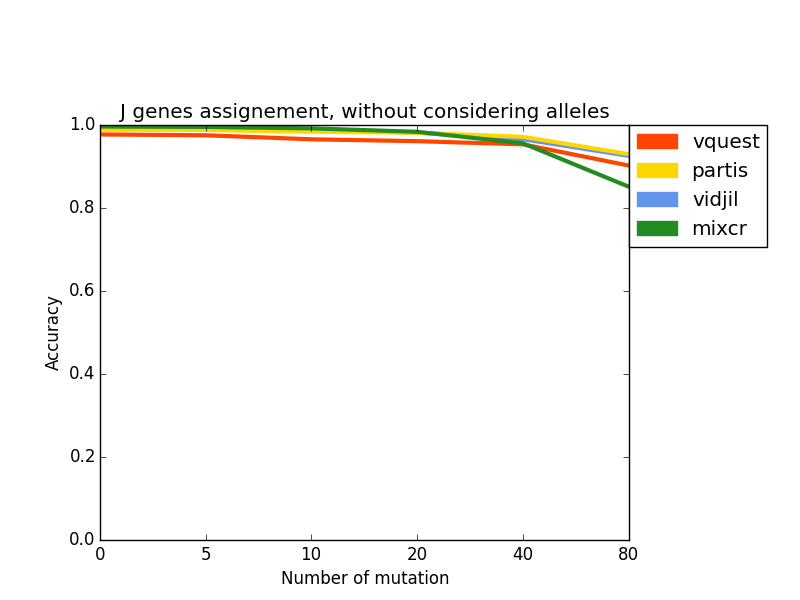 J genes assignement, without considering alleles
1.0
0.8
0.6
0.4
0.2
0.0
Accuracy
0 5 10 20 40 80
Number of mutation
vquest
partis
vidjil
mixcr